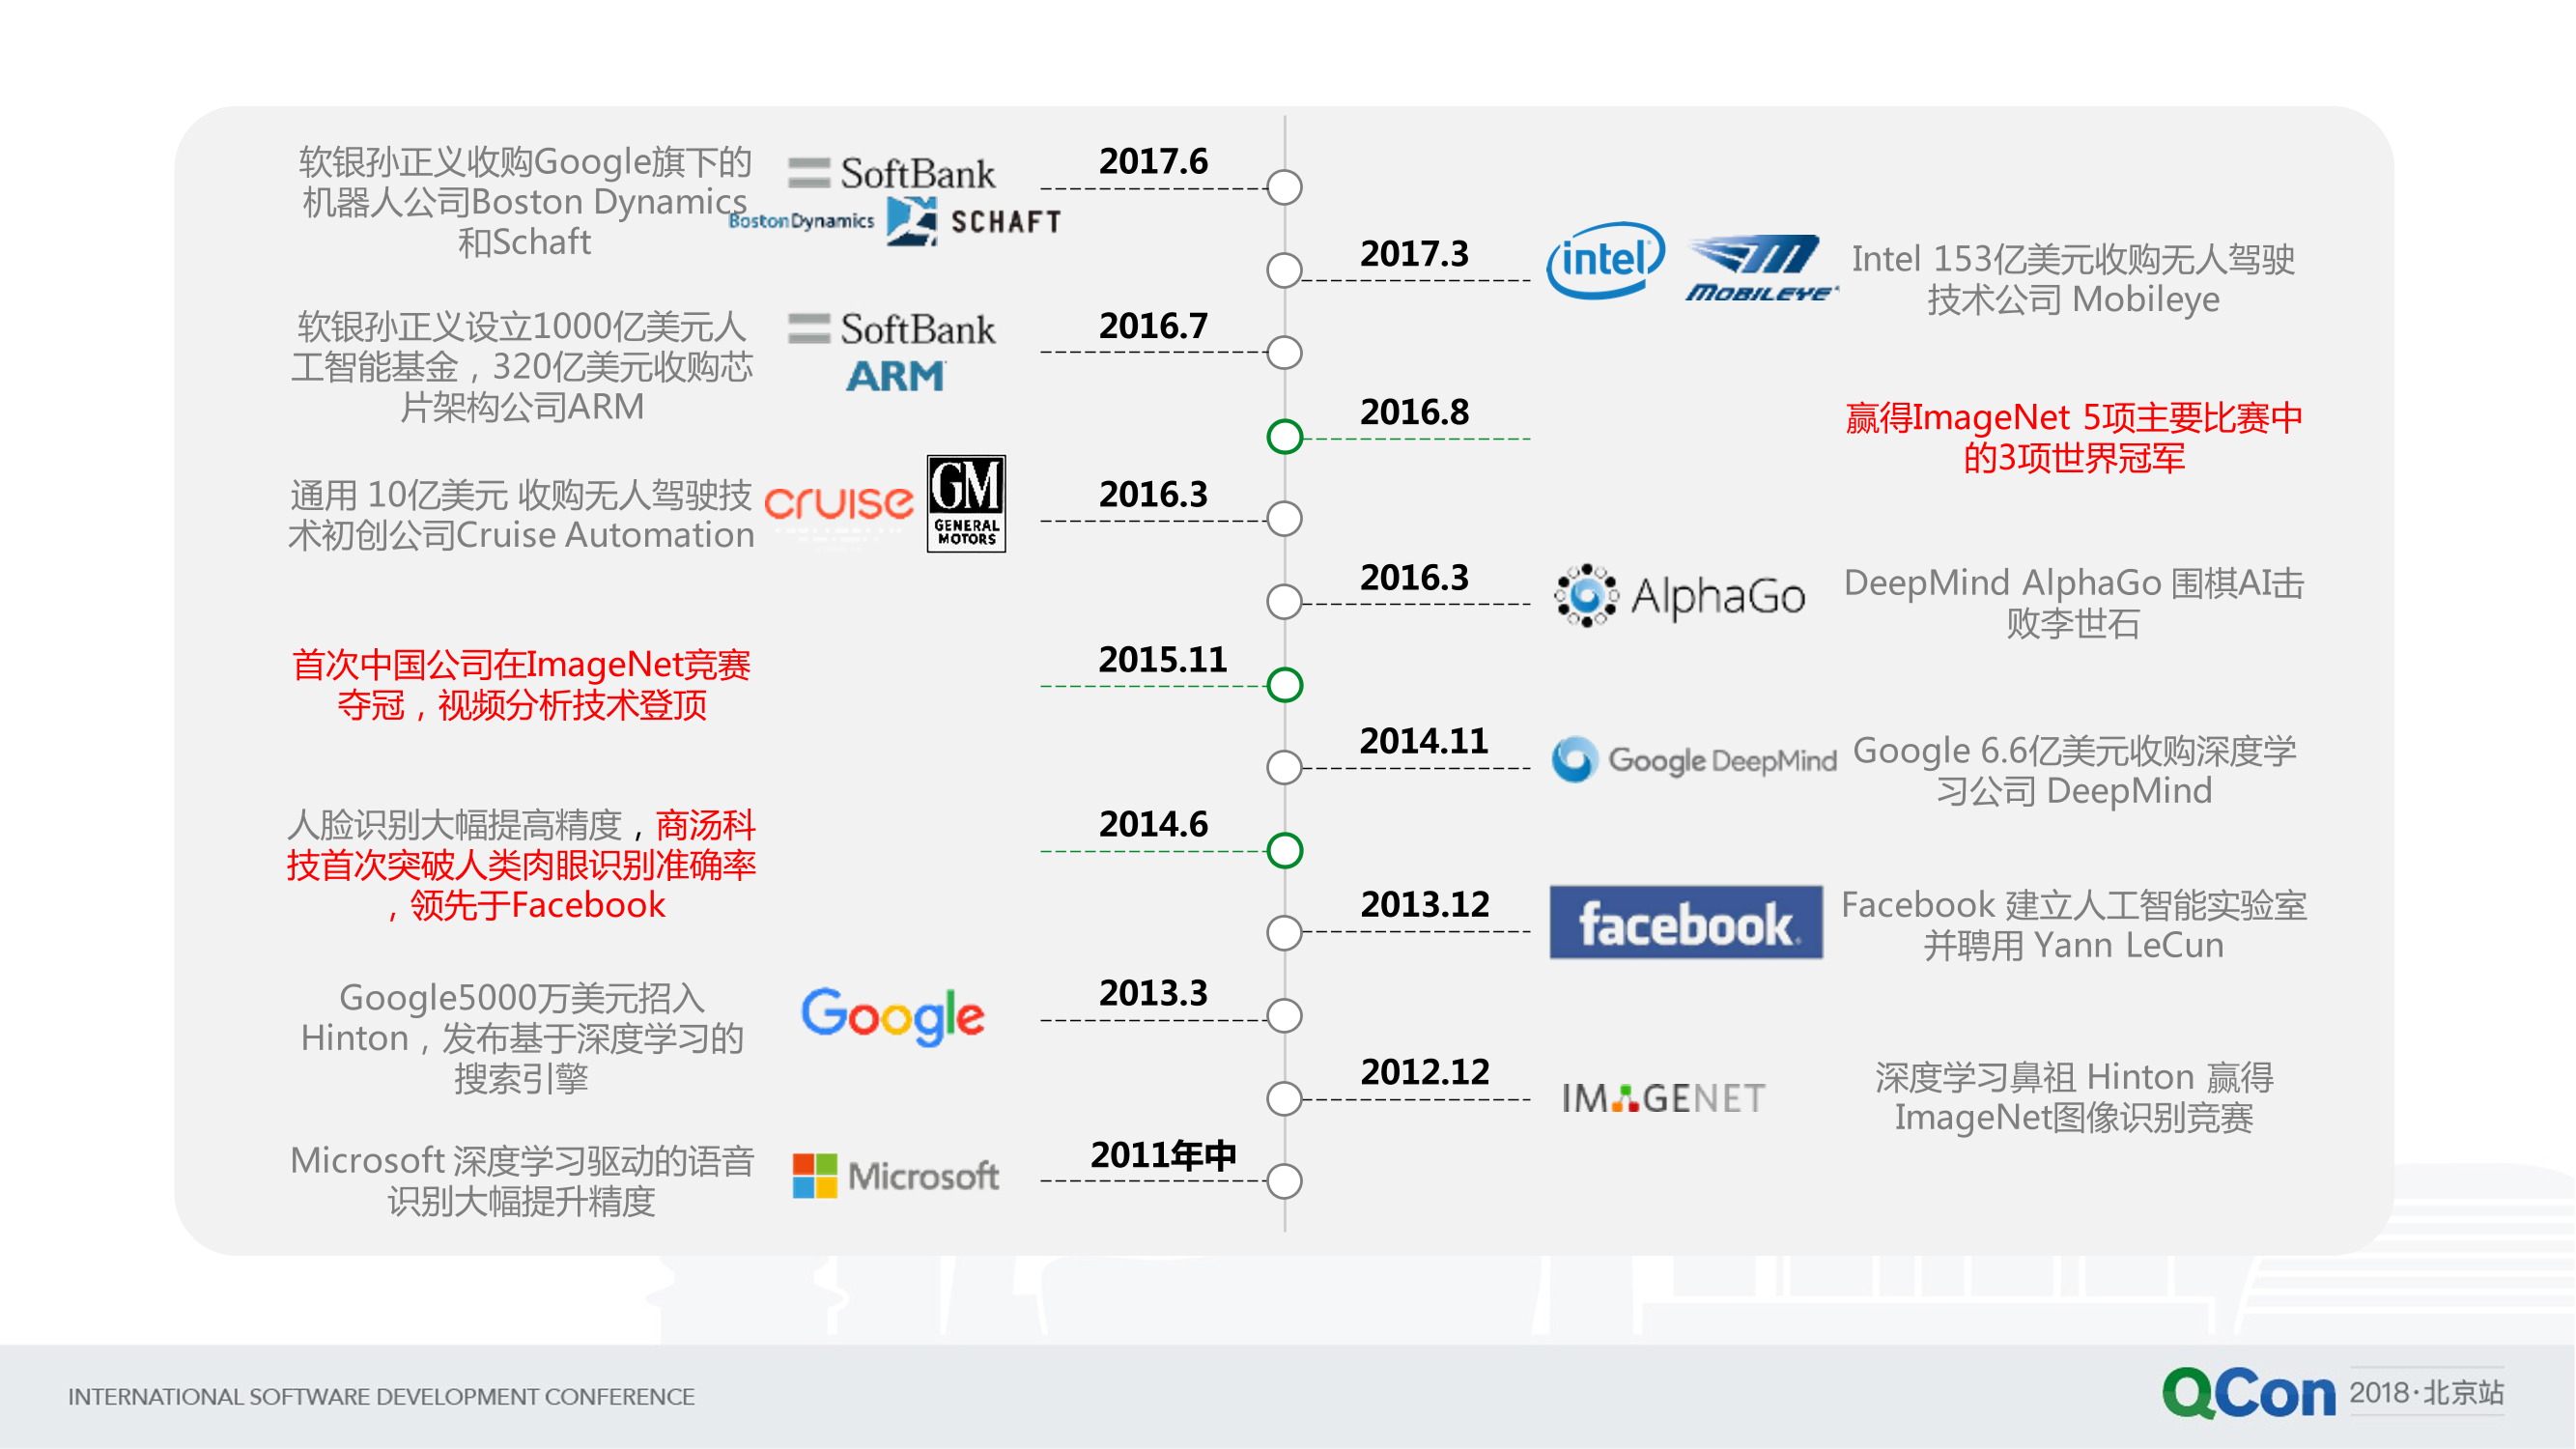 软银孙正义收购Google旗下的
机器人公司Boston Dynamics
和Schaft
SoftBank
BostonDynamics
SCHAFT
2017.6
2017.3
intel
MOBILEYE
Intel 153亿美元收购无人驾驶
技术公司 Mobileye
软银孙正义设立1000亿美元人
工智能基金，320亿美元收购芯
片架构公司ARM
SoftBank
ARM
2016.7
2016.8
赢得ImageNet 5项主要比赛中
的3项世界冠军
通用 10亿美元 收购无人驾驶技
术初创公司Cruise Automation
cruise
GM
GENERAL
MOTORS
2016.3
2016.3
AlphaGo
DeepMind AlphaGo 围棋AI击
败李世石
首次中国公司在ImageNet竞赛
夺冠，视频分析技术登顶
2015.11
2014.11
Google DeepMind
Google 6.6亿美元收购深度学
习公司 DeepMind
人脸识别大幅提高精度，商汤科
技首次突破人类肉眼识别准确率
，领先于Facebook
2014.6
2013.12
facebook
Facebook 建立人工智能实验室
并聘用 Yann LeCun
Google5000万美元招入
Hinton，发布基于深度学习的
搜索引擎
Google
2013.3
2012.12
IMAGENET
深度学习鼻祖 Hinton 赢得
ImageNet图像识别竞赛
Microsoft 深度学习驱动的语音
识别大幅提升精度
Microsoft
2011年中
INTERNATIONAL SOFTWARE DEVELOPMENT CONFERENCE
QCon 2018·北京站